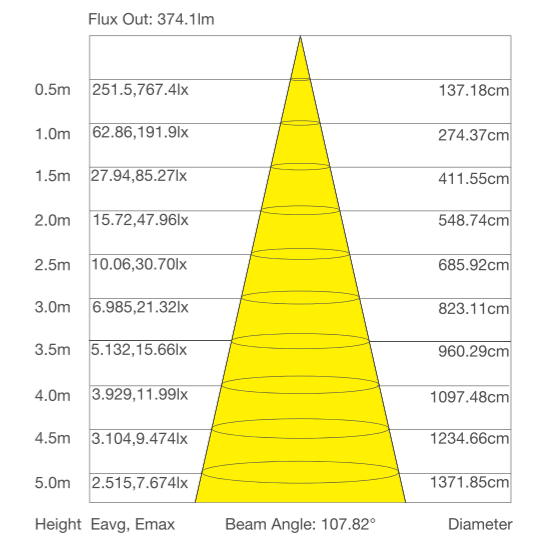 Flux Out: 374.1lm
0.5m 251.5,767.4lx 137.18cm
1.0m 62.86,191.9lx 274.37cm
1.5m 27.94,85.27lx 411.55cm
2.0m 15.72,47.96lx 548.74cm
2.5m 10.06,30.70lx 685.92cm
3.0m 6.985,21.32lx 823.11cm
3.5m 5.132,15.66lx 960.29cm
4.0m 3.929,11.99lx 1097.48cm
4.5m 3.104,9.474lx 1234.66cm
5.0m 2.515,7.674lx 1371.85cm
Height Eavg, Emax Beam Angle: 107.82° Diameter